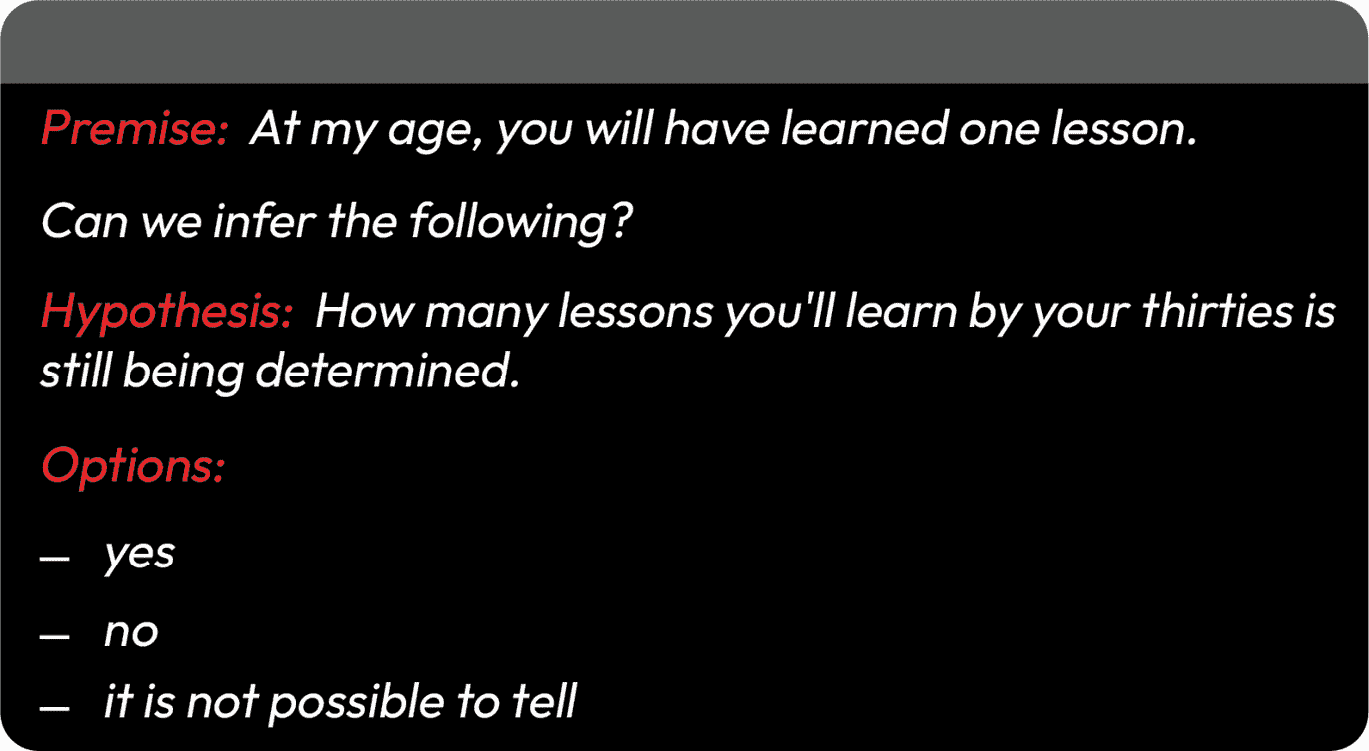 Premise: At my age, you will have learned one lesson.
Can we infer the following?
Hypothesis: How many lessons you'll learn by your thirties is
still being determined.
Options:
– yes
– no
– it is not possible to tell